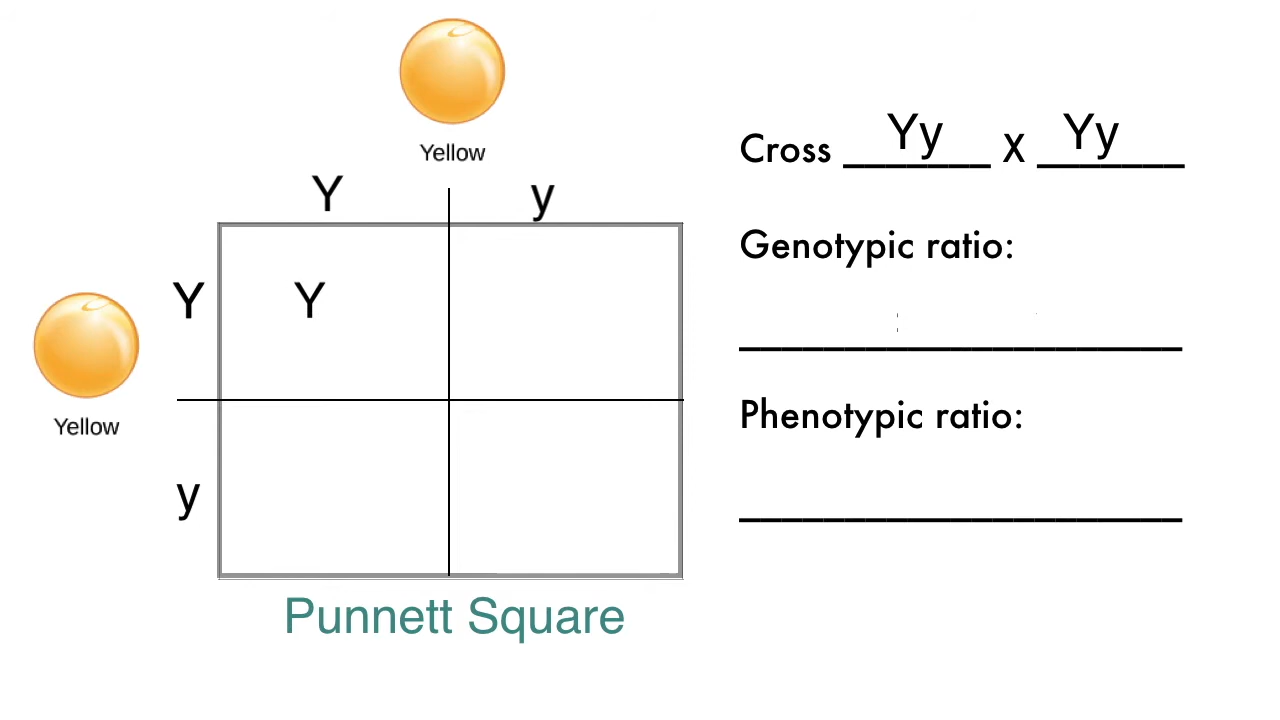 Yellow
Y y
Y Y
Yellow
y
Punnett Square
Cross Yy x Yy
Genotypic ratio:
Phenotypic ratio: